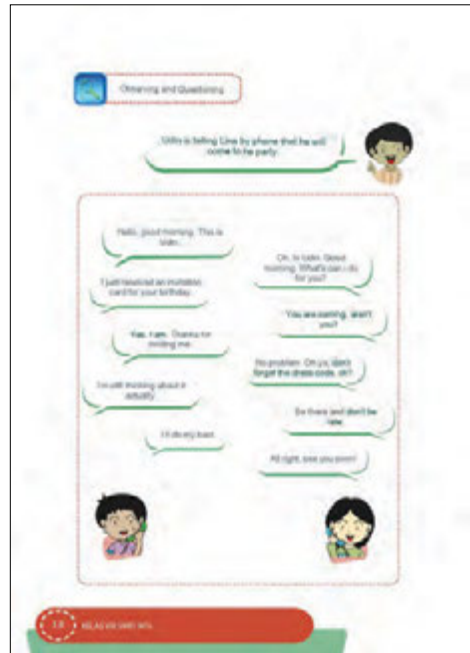 Observing and Questioning
Udin is telling Lina by phone that he will
come to he party.
Hello, good morning. This is
Udin.
Oh, hi Udin. Good
morning. What's can I do
for you?
I just received an invitation
card for your birthday.
You are coming, aren't
you?
Yes, I am. Thanks for
inviting me.
No problem. Oh ya, don't
forget the dress code, ok?
I'm still thinking about it
actually.
Be there and don't be
late.
I'll do my best.
All right, see you soon!
18
KELAS VIII SMP/ MTs